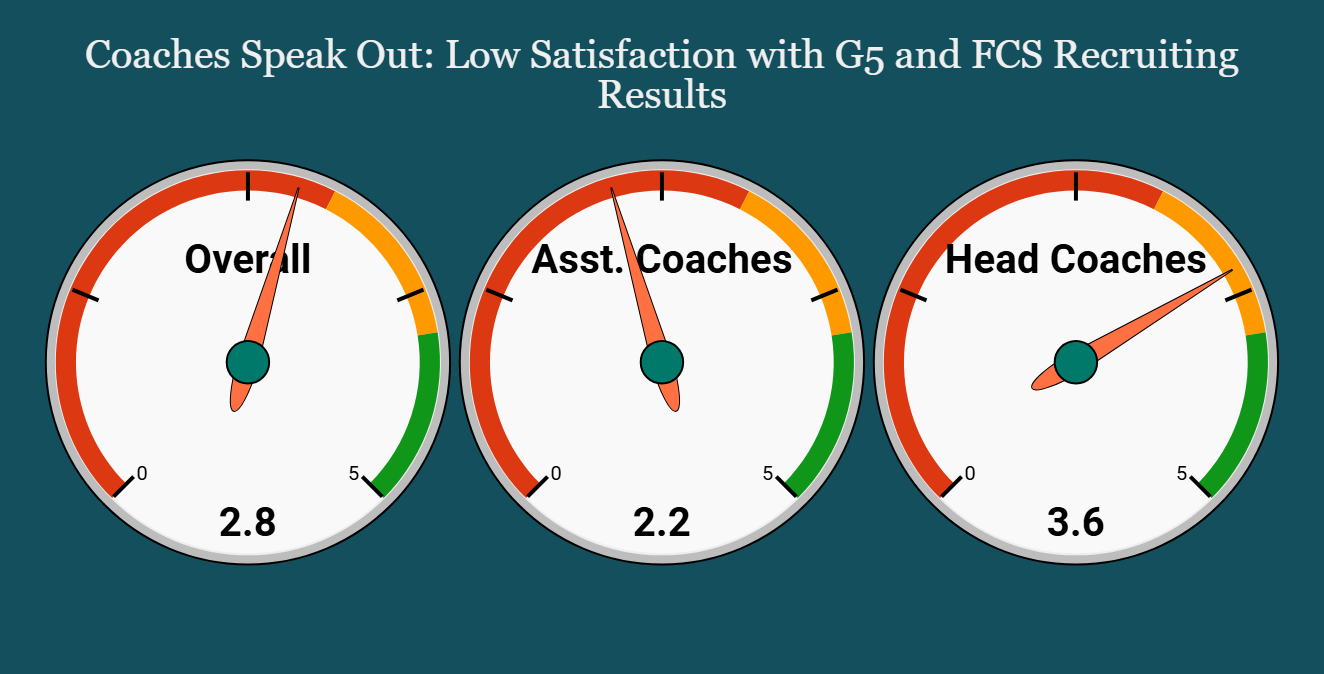 Coaches Speak Out: Low Satisfaction with G5 and FCS Recruiting
Results
Overall
0
5
2.8
Asst. Coaches
0
5
2.2
Head Coaches
0
5
3.6